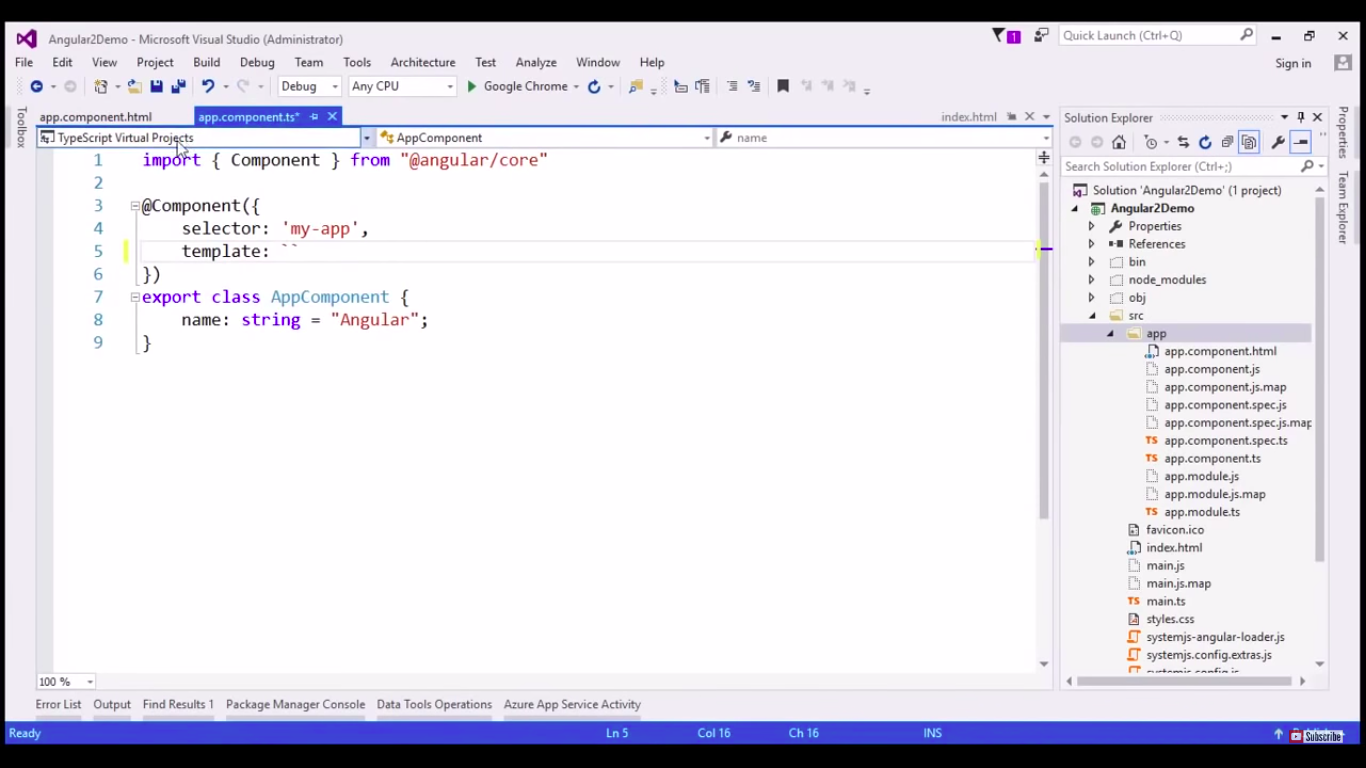 Angular2Demo - Microsoft Visual Studio (Administrator)
1
Quick Launch (Ctrl+Q)
File Edit View Project Build Debug Team Tools Architecture Test Analyze Window Help
Sign in
Debug Any CPU Google Chrome
Toolbox
app.component.html
app.component.ts*
index.html
TypeScript Virtual Projects
AppComponent
name
1 import { Component } from "@angular/core"
2
3 @Component({
4 selector: 'my-app',
5 template: ``
6 })
7 export class AppComponent {
8 name: string = "Angular";
9 }
100 %
Solution Explorer
Search Solution Explorer (Ctrl+;)
Solution 'Angular2Demo' (1 project)
Angular2Demo
Properties
References
bin
node_modules
obj
src
app
app.component.html
app.component.js
app.component.js.map
app.component.spec.js
app.component.spec.js.map
TS app.component.spec.ts
TS app.component.ts
app.module.js
app.module.js.map
TS app.module.ts
favicon.ico
index.html
main.js
main.js.map
TS main.ts
styles.css
systemjs-angular-loader.js
systemjs.config.extras.js
systemjs.config.js
Properties
Team Explorer
Error List Output Find Results 1 Package Manager Console Data Tools Operations Azure App Service Activity
Ready Ln 5 Col 16 Ch 16 INS
Subscribe